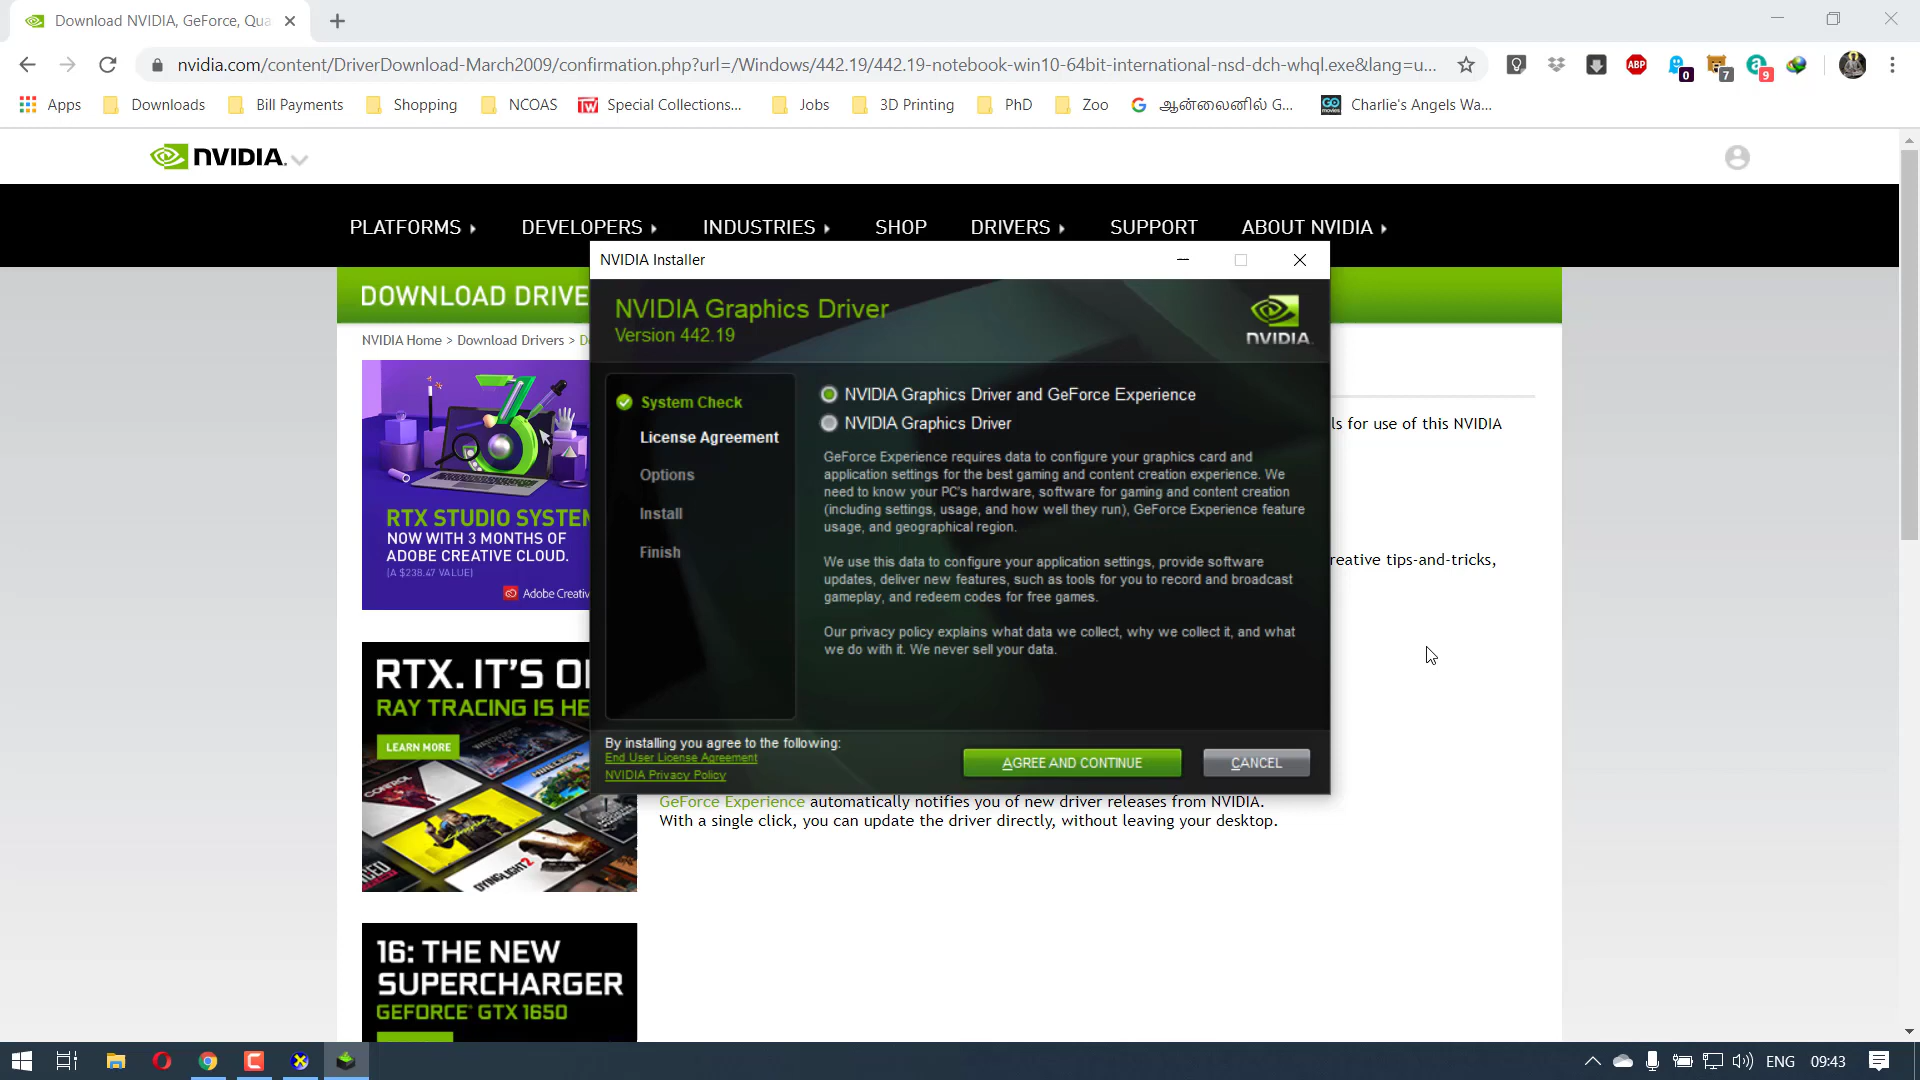 Download NVIDIA, GeForce, Qua
nvidia.com/content/DriverDownload-March2009/confirmation.php?url=/Windows/442.19/442.19-notebook-win10-64bit-international-nsd-dch-whql.exe&lang=u...
ABP
0
7
9
Apps
Downloads
Bill Payments
Shopping
NCOAS
TW
Special Collections...
Jobs
3D Printing
PhD
Zoo
ஆன்லைனில் G...
Charlie's Angels Wa...
NVIDIA.
PLATFORMS
DEVELOPERS
INDUSTRIES
SHOP
DRIVERS
SUPPORT
ABOUT NVIDIA
NVIDIA Installer
DOWNLOAD DRIVE
NVIDIA Graphics Driver
Version 442.19
NVIDIA.
NVIDIA Home > Download Drivers > D
System Check
License Agreement
Options
Install
Finish
NVIDIA Graphics Driver and GeForce Experience
NVIDIA Graphics Driver
GeForce Experience requires data to configure your graphics card and
application settings for the best gaming and content creation experience. We
need to know your PC's hardware, software for gaming and content creation
(including settings, usage, and how well they run), GeForce Experience feature
usage, and geographical region.
We use this data to configure your application settings, provide software
updates, deliver new features, such as tools for you to record and broadcast
gameplay, and redeem codes for free games.
Our privacy policy explains what data we collect, why we collect it, and what
we do with it. We never sell your data.
By installing you agree to the following:
End User License Agreement
NVIDIA Privacy Policy
AGREE AND CONTINUE
CANCEL
ls for use of this NVIDIA
reative tips-and-tricks,
RTX STUDIO SYSTEM
NOW WITH 3 MONTHS OF
ADOBE CREATIVE CLOUD.
(A $238.47 VALUE)
Adobe Creativ
RTX. IT'S O
RAY TRACING IS HE
LEARN MORE
CONTROL
MINECRAFT
DYING LIGHT 2
GeForce Experience automatically notifies you of new driver releases from NVIDIA.
With a single click, you can update the driver directly, without leaving your desktop.
16: THE NEW
SUPERCHARGER
GEFORCE® GTX 1650
ENG
09:43